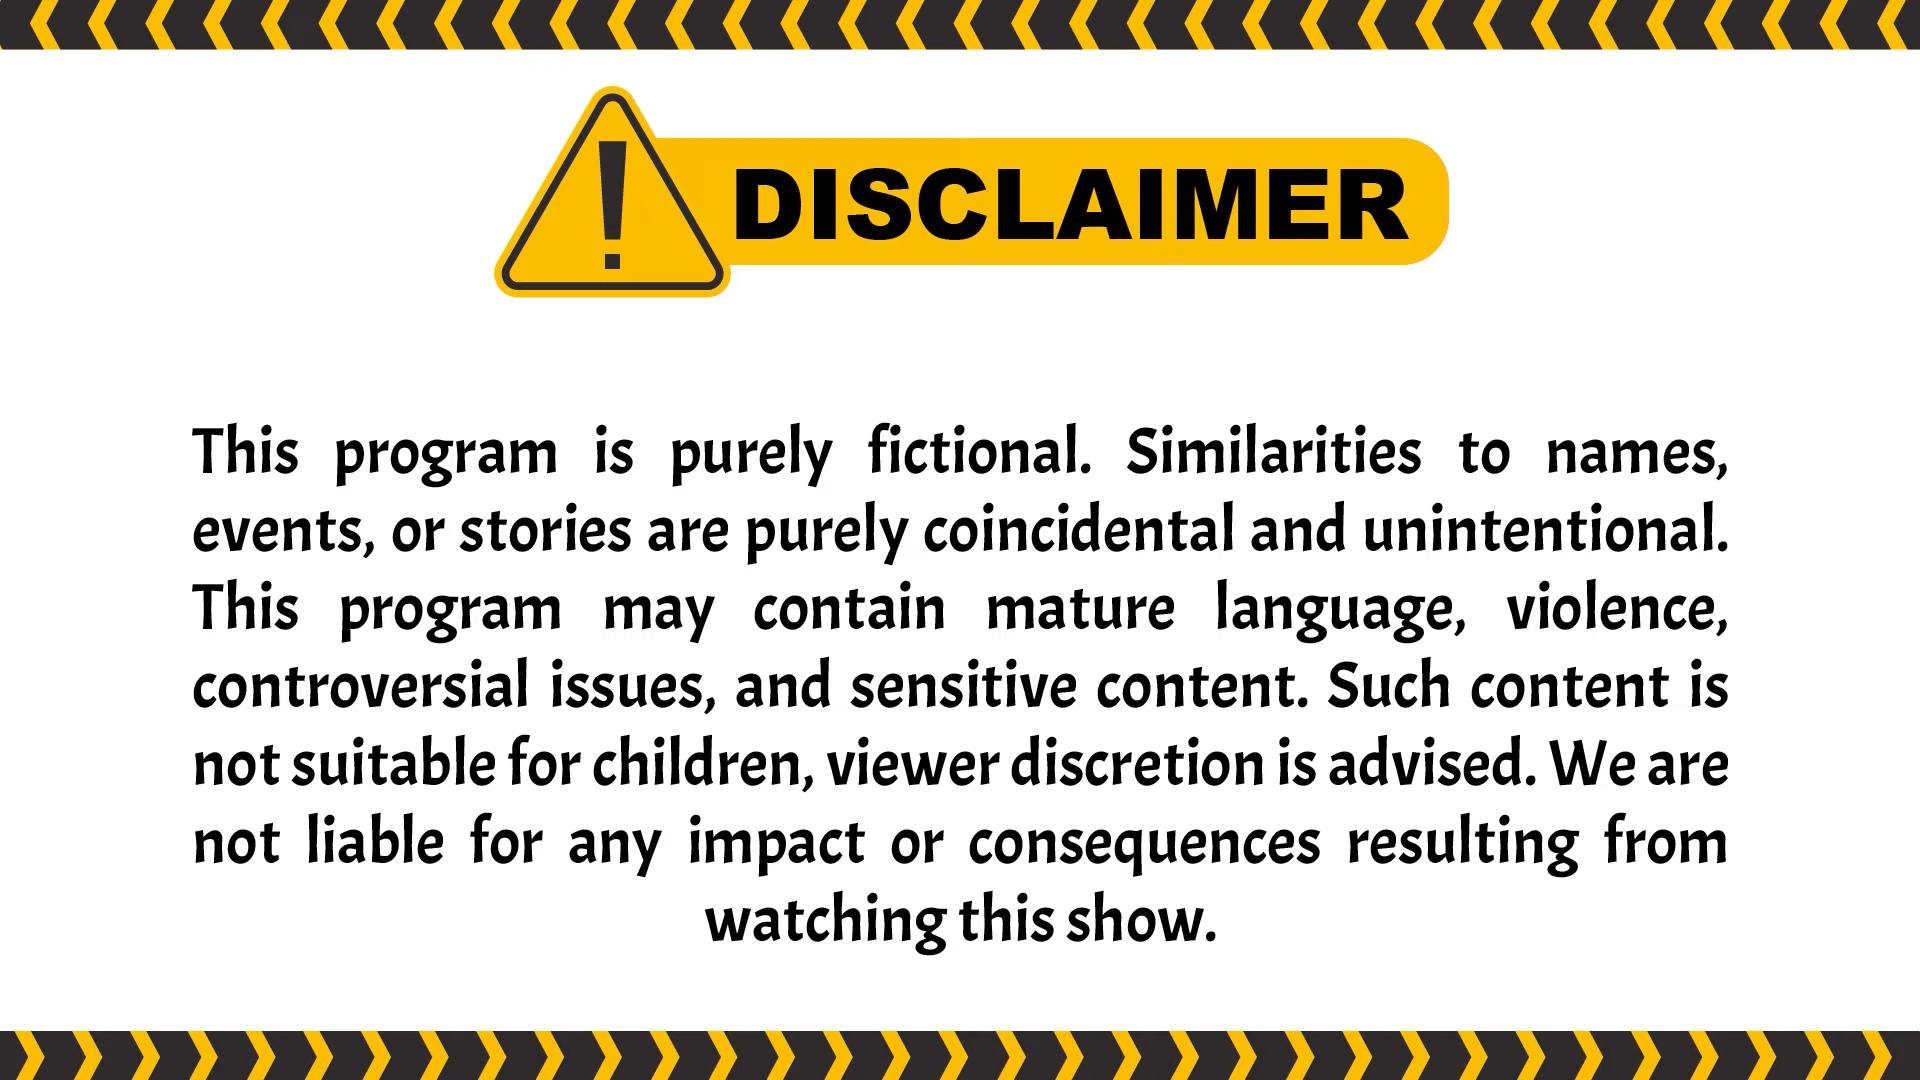 DISCLAIMER
This program is purely fictional. Similarities to names,
events, or stories are purely coincidental and unintentional.
This program may contain mature language, violence,
controversial issues, and sensitive content. Such content is
not suitable for children, viewer discretion is advised. We are
not liable for any impact or consequences resulting from
watching this show.